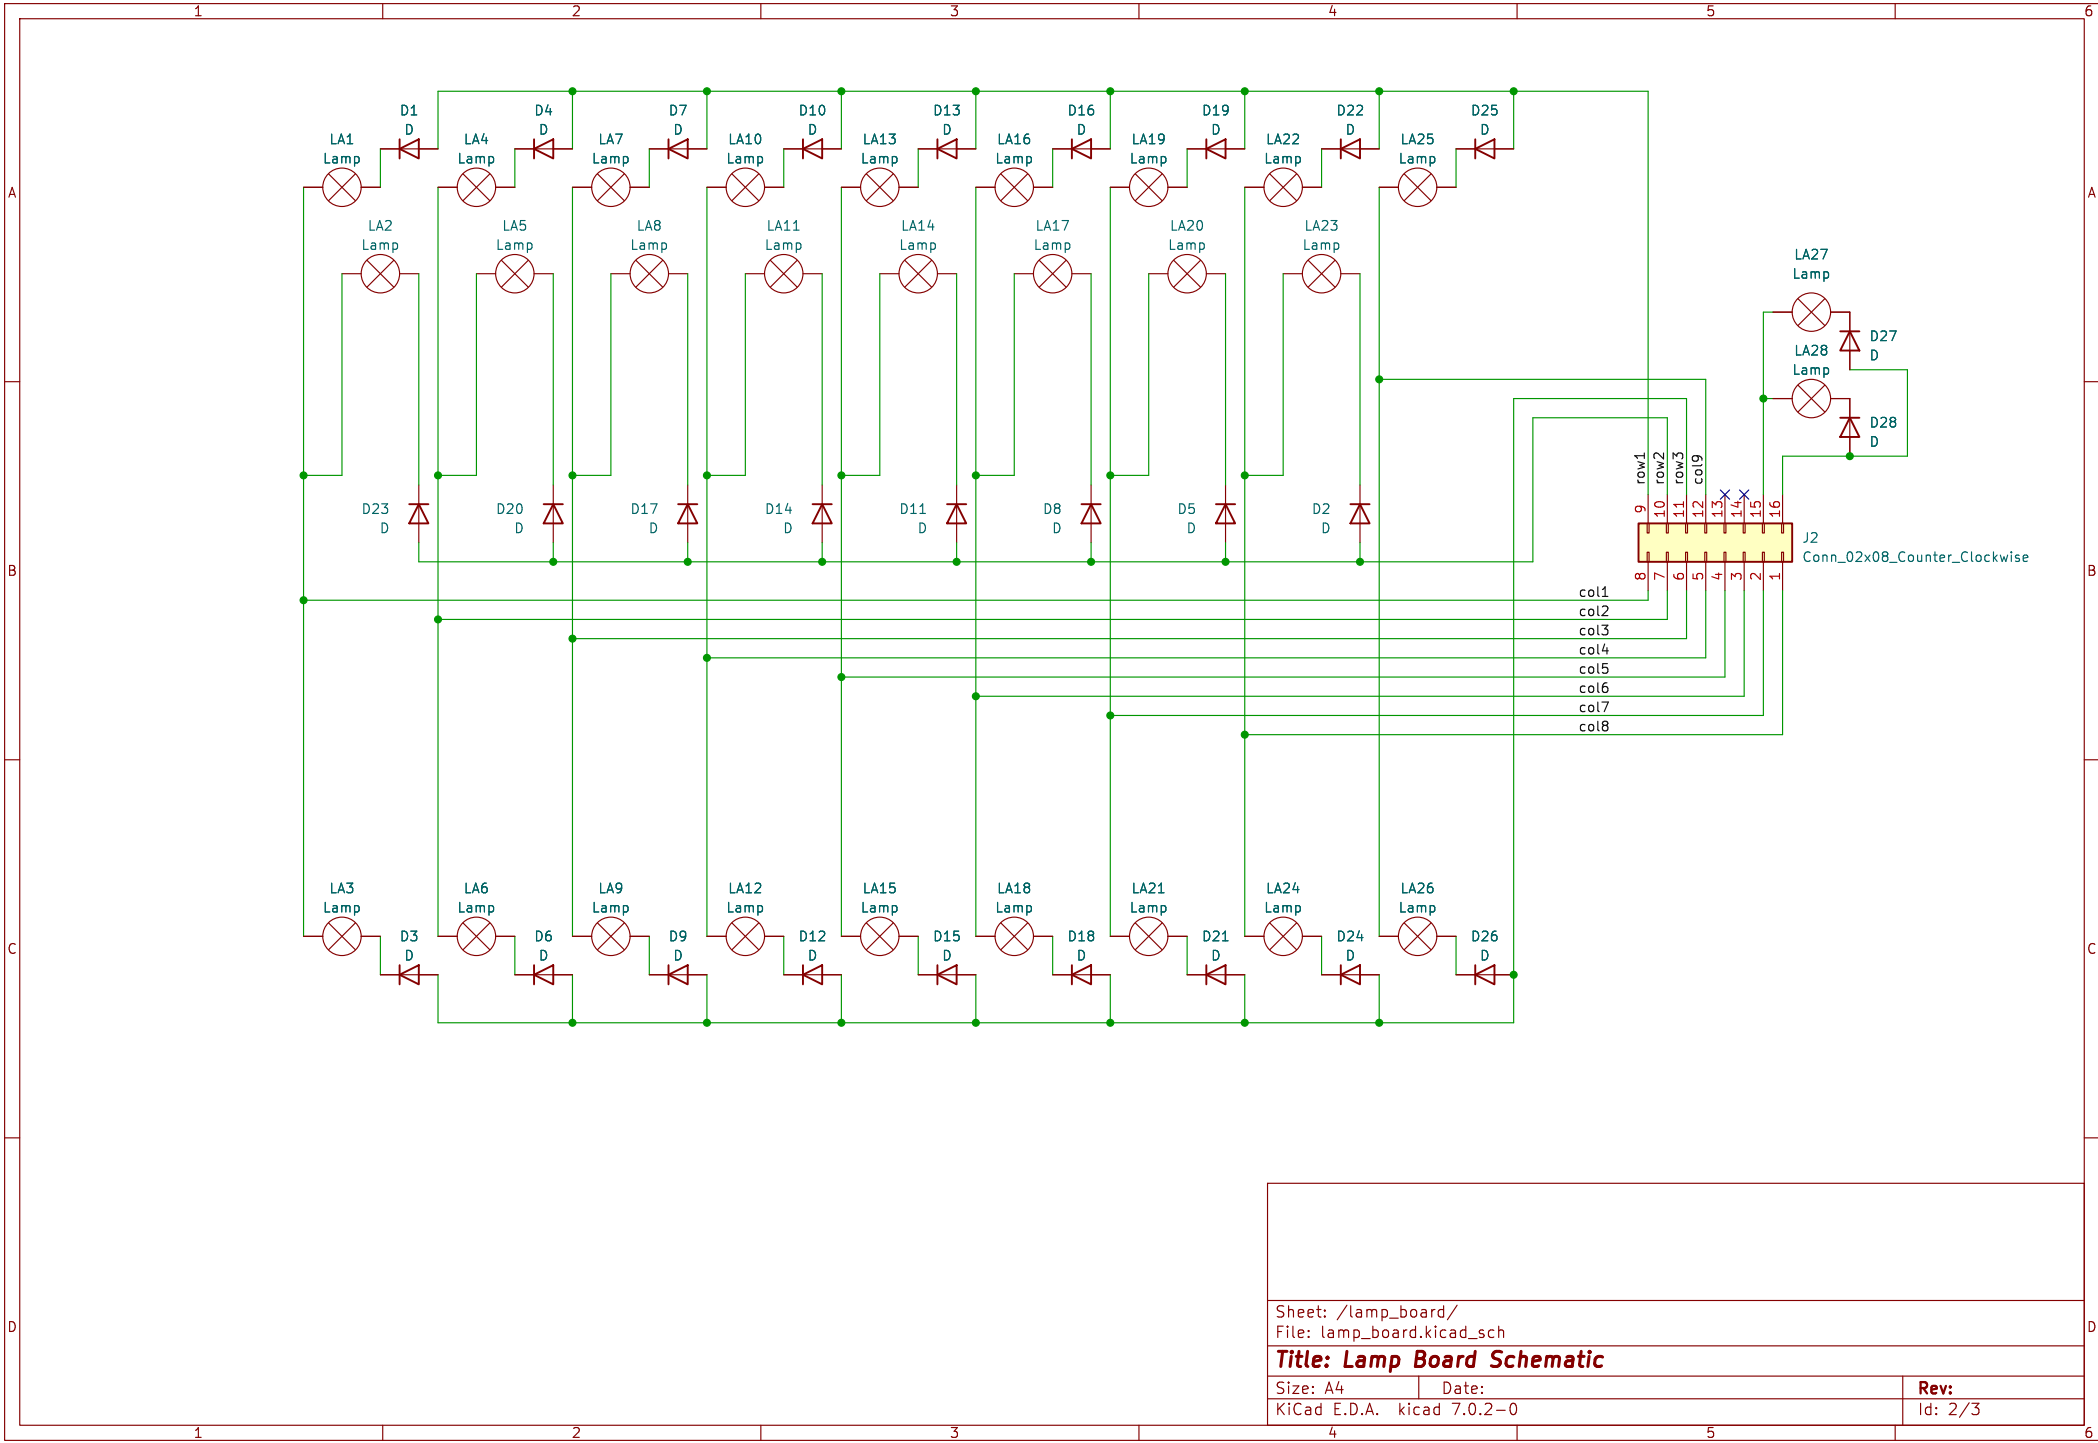 1 2 3 4 5 6
D1 D4 D7 D10 D13 D16 D19 D22 D25
D D D D D D D D D
LA1 LA4 LA7 LA10 LA13 LA16 LA19 LA22 LA25
Lamp Lamp Lamp Lamp Lamp Lamp Lamp Lamp Lamp
A A
LA2 LA5 LA8 LA11 LA14 LA17 LA20 LA23
Lamp Lamp Lamp Lamp Lamp Lamp Lamp Lamp
LA27
Lamp
D27
D
LA28
Lamp
D28
D
row1 row2 row3 col9
9 10 11 12 13 14 15 16
D23 D20 D17 D14 D11 D8 D5 D2
D D D D D D D D
J2
Conn_02x08_Counter_Clockwise
B B
8 7 6 5 4 3 2 1
col1
col2
col3
col4
col5
col6
col7
col8
LA3 LA6 LA9 LA12 LA15 LA18 LA21 LA24 LA26
Lamp Lamp Lamp Lamp Lamp Lamp Lamp Lamp Lamp
D3 D6 D9 D12 D15 D18 D21 D24 D26
D D D D D D D D D
C C
Sheet: /lamp_board/
File: lamp_board.kicad_sch
D D
Title: Lamp Board Schematic
Size: A4 Date: Rev:
KiCad E.D.A. kicad 7.0.2-0 Id: 2/3
1 2 3 4 5 6